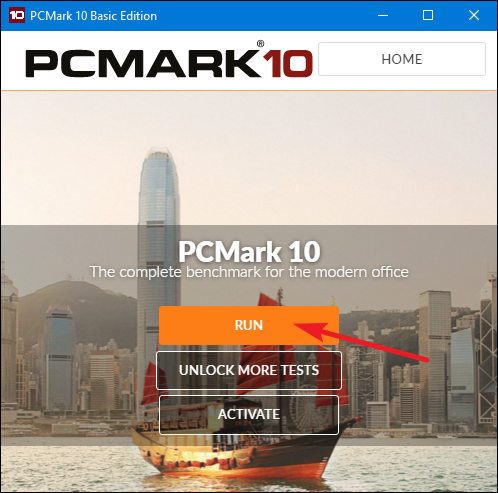 10 PCMark 10 Basic Edition
PCMARK®10
HOME
PCMark 10
The complete benchmark for the modern office
RUN
UNLOCK MORE TESTS
ACTIVATE